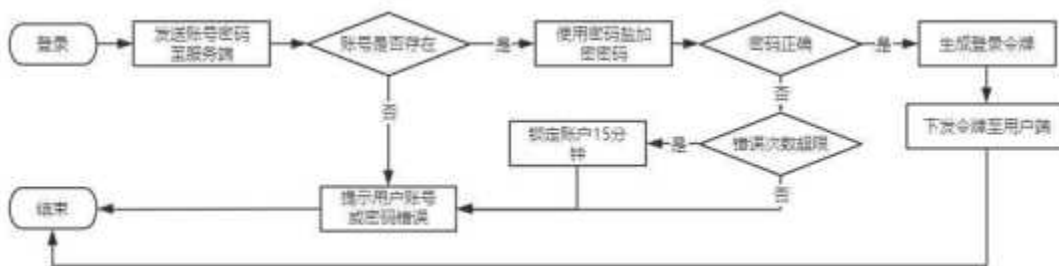 登录
发送账号密码
至服务端
账号是否存在
是
使用密码盐加
密密码
密码正确
是
生成登录令牌
否
否
下发令牌至用户端
锁定账户15分
钟
是
错误次数超限
否
提示用户账号
或密码错误
结束